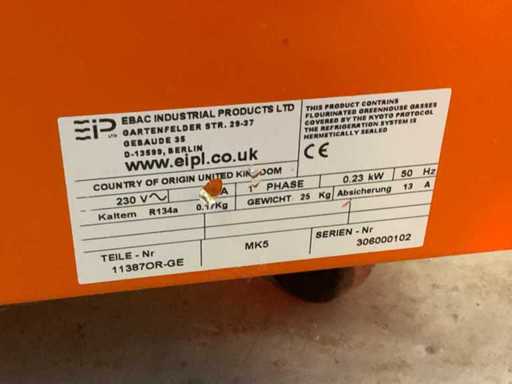 EIP LTD
EBAC INDUSTRIAL PRODUCTS LTD
GARTENFELDER STR. 29-37
GEBAUDE 35
D-13599, BERLIN
www.eipl.co.uk
THIS PRODUCT CONTAINS
FLOURINATED GREENHOUSE GASSES
COVERED BY THE KYOTO PROTOCOL
THE REFRIGERATION SYSTEM IS
HERMETICALLY SEALED
CE
COUNTRY OF ORIGIN UNITED KINGDOM
230 V~ A 1 PHASE 0.23 kW 50 Hz
Kaltem R134a 0.17Kg GEWICHT 25 Kg Absicherung 13 A
TEILE - Nr
11387OR-GE
MK5
SERIEN - Nr.
306000102